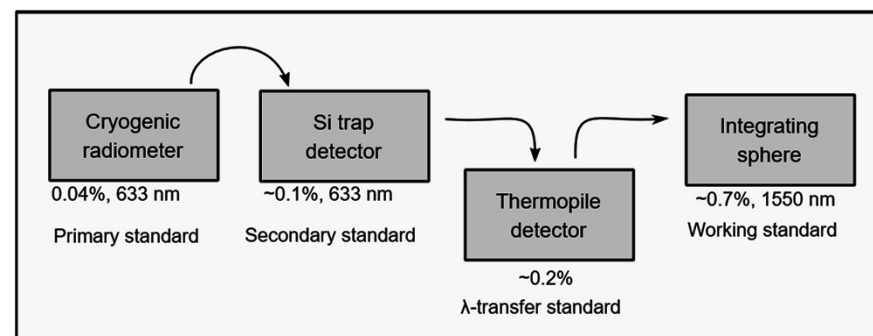 Cryogenic
radiometer
0.04%, 633 nm
Primary standard
Si trap
detector
~0.1%, 633 nm
Secondary standard
Thermopile
detector
~0.2%
λ-transfer standard
Integrating
sphere
~0.7%, 1550 nm
Working standard